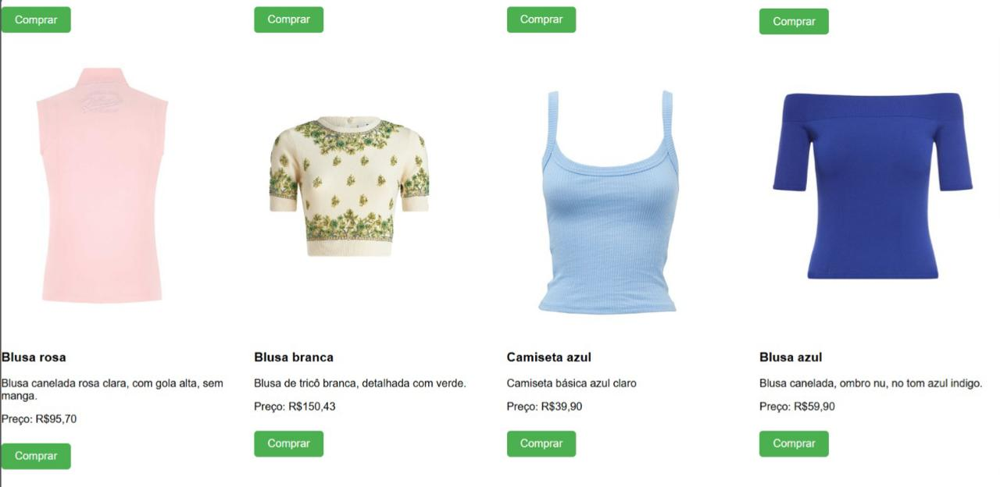 Comprar
Comprar
Comprar
Comprar
Blusa rosa
Blusa canelada rosa clara, com gola alta, sem
manga.
Preço: R$95,70
Comprar
Blusa branca
Blusa de tricô branca, detalhada com verde.
Preço: R$150,43
Comprar
Camiseta azul
Camiseta básica azul claro
Preço: R$39,90
Comprar
Blusa azul
Blusa canelada, ombro nu, no tom azul indigo.
Preço: R$59,90
Comprar